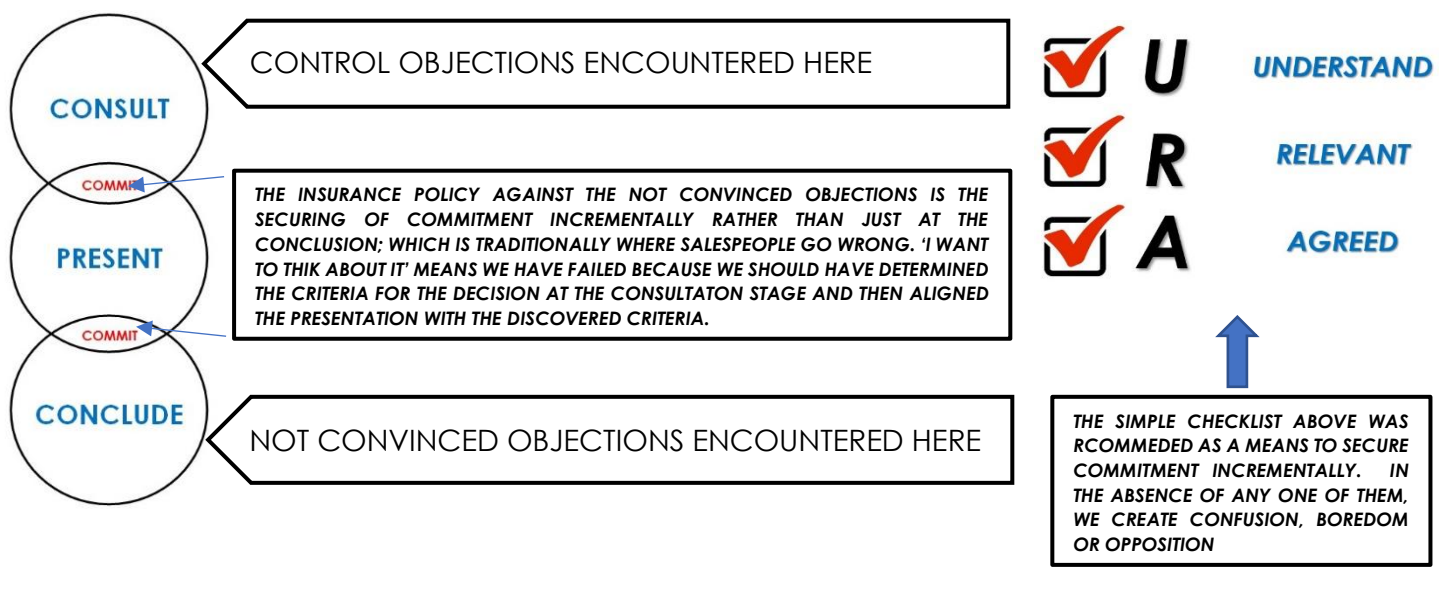 CONSULT
CONTROL OBJECTIONS ENCOUNTERED HERE
COMMIT
THE INSURANCE POLICY AGAINST THE NOT CONVINCED OBJECTIONS IS THE
SECURING OF COMMITMENT INCREMENTALLY RATHER THAN JUST AT THE
CONCLUSION; WHICH IS TRADITIONALLY WHERE SALESPEOPLE GO WRONG. ‘I WANT
TO THIK ABOUT IT’ MEANS WE HAVE FAILED BECAUSE WE SHOULD HAVE DETERMINED
THE CRITERIA FOR THE DECISION AT THE CONSULTATON STAGE AND THEN ALIGNED
THE PRESENTATION WITH THE DISCOVERED CRITERIA.
PRESENT
COMMIT
CONCLUDE
NOT CONVINCED OBJECTIONS ENCOUNTERED HERE
U UNDERSTAND
R RELEVANT
A AGREED
THE SIMPLE CHECKLIST ABOVE WAS
RCOMMEDED AS A MEANS TO SECURE
COMMITMENT INCREMENTALLY. IN
THE ABSENCE OF ANY ONE OF THEM,
WE CREATE CONFUSION, BOREDOM
OR OPPOSITION